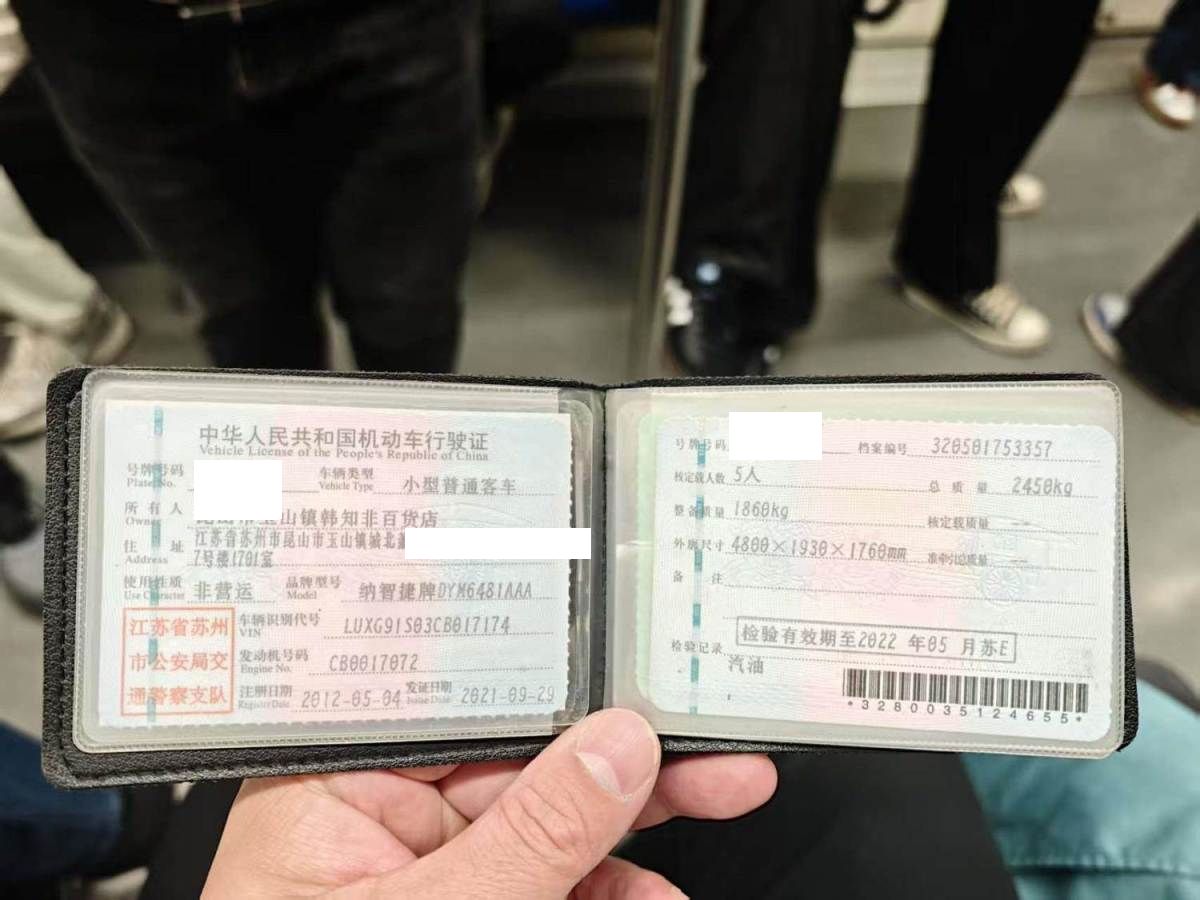 中华人民共和国机动车行驶证
Vehicle License of the People's Republic of China
号牌号码
Plate No.
车辆类型
Vehicle Type
小型普通客车
所有人
Owner
山镇韩知非百货店
住址
Address
江苏省苏州市昆山市玉山镇城北
7号楼1701室
使用性质
Use Character
非营运
品牌型号
Model
纳智捷牌DYM6481AAA
江苏省苏州
市公安局交
通警察支队
车辆识别代号
VIN
LUXG91S03CB017174
发动机号码
Engine No.
CB0017072
注册日期
Register Date
2012-05-04
发证日期
Issue Date
2021-09-29
号牌号码
档案编号
320501753357
核定载人数
5人
总质量
2450kg
整备质量
1860kg
核定载质量
--
外廓尺寸
4800×1930×1760mm
准牵引总质量
--
备注
检验有效期至2022年05月苏E
检验记录
汽油
*3280035124655*